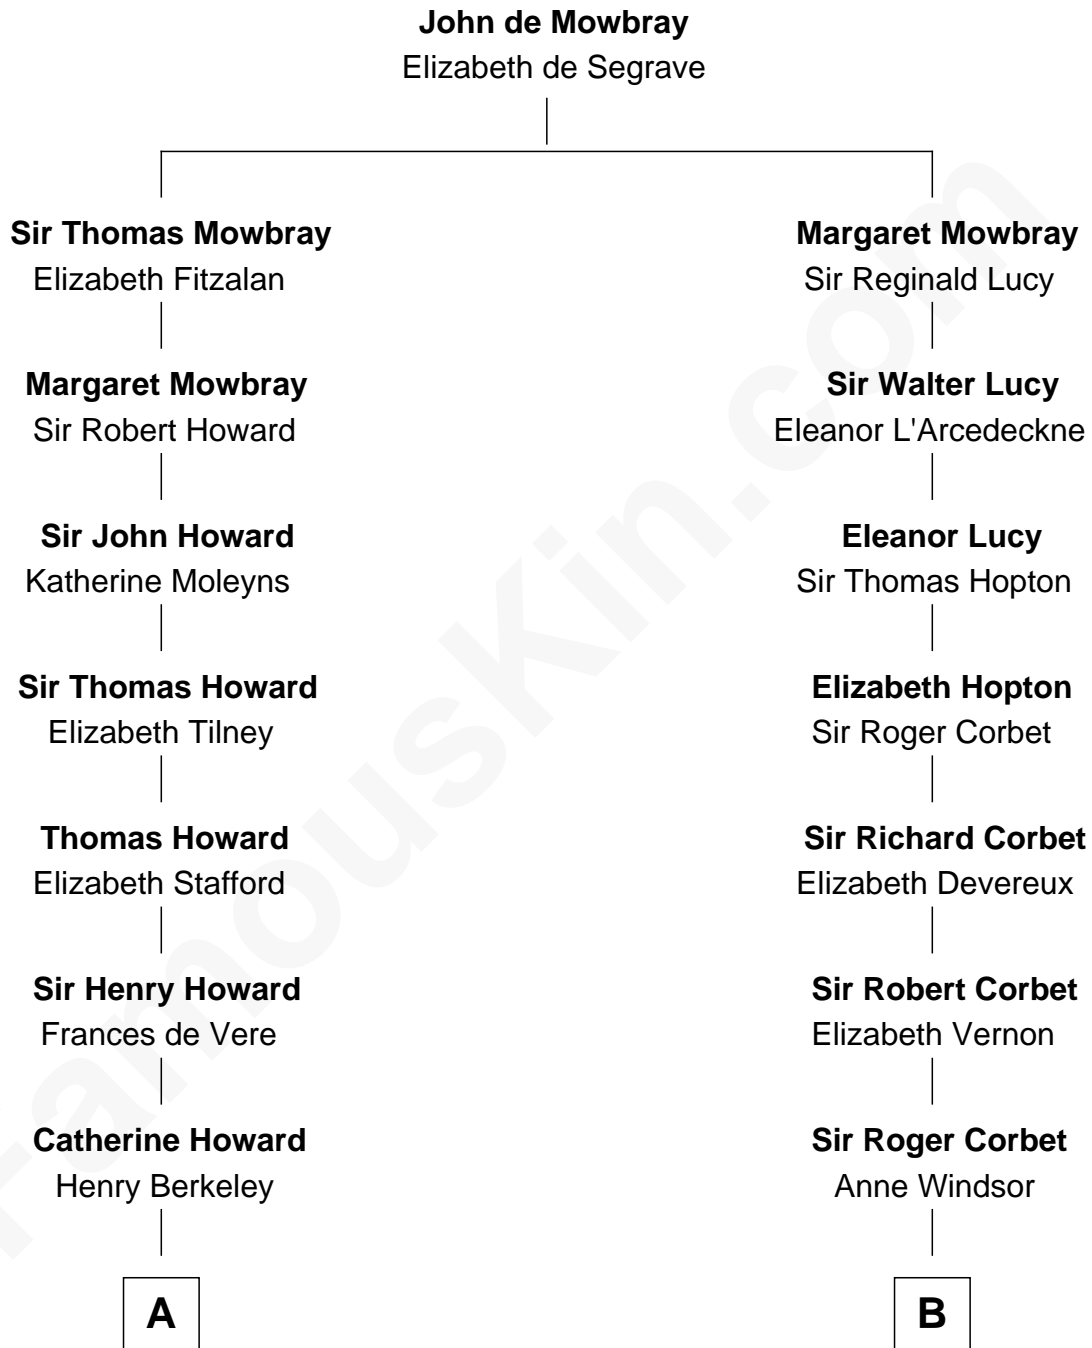 John de Mowbray
Elizabeth de Segrave
Sir Thomas Mowbray
Elizabeth Fitzalan
Margaret Mowbray
Sir Robert Howard
Sir John Howard
Katherine Moleyns
Sir Thomas Howard
Elizabeth Tilney
Thomas Howard
Elizabeth Stafford
Sir Henry Howard
Frances de Vere
Catherine Howard
Henry Berkeley
A
Margaret Mowbray
Sir Reginald Lucy
Sir Walter Lucy
Eleanor L'Arcedeckne
Eleanor Lucy
Sir Thomas Hopton
Elizabeth Hopton
Sir Roger Corbet
Sir Richard Corbet
Elizabeth Devereux
Sir Robert Corbet
Elizabeth Vernon
Sir Roger Corbet
Anne Windsor
B
FamousKin.com